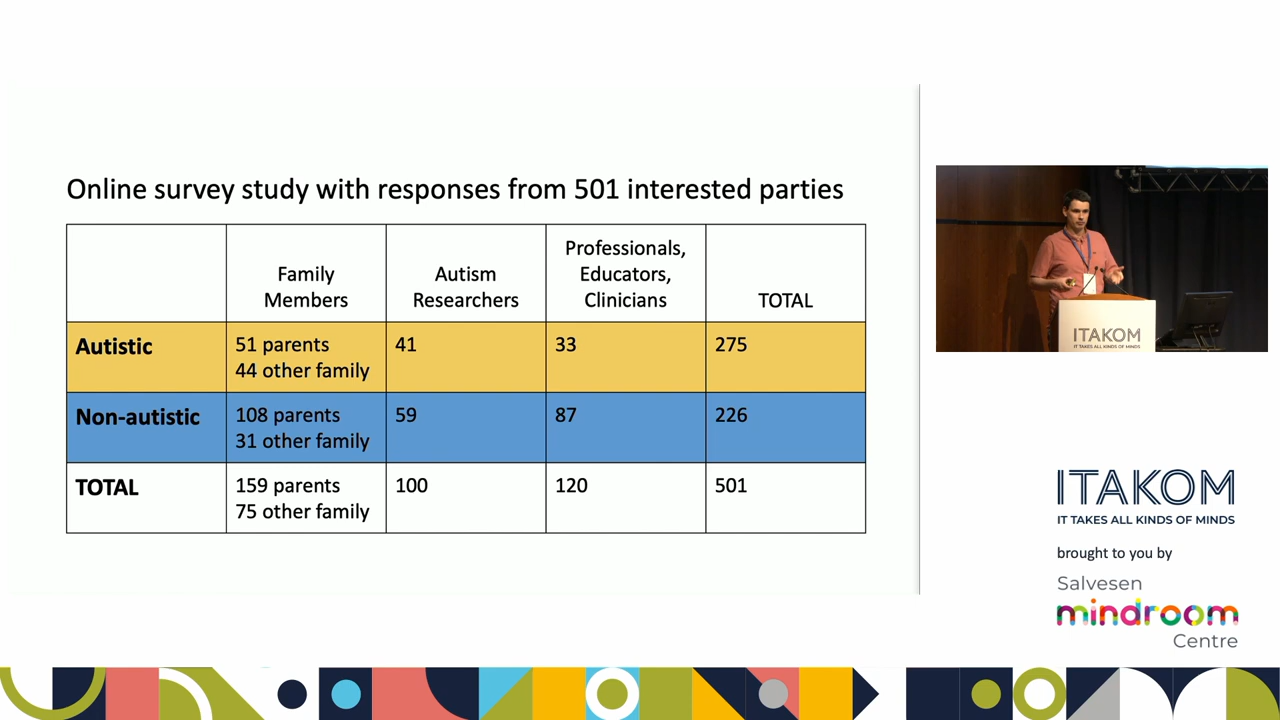 Online survey study with responses from 501 interested parties
Family
Members
Autism
Researchers
Professionals,
Educators,
Clinicians
TOTAL
Autistic
51 parents
44 other family
41
33
275
Non-autistic
108 parents
31 other family
59
87
226
TOTAL
159 parents
75 other family
100
120
501
ITAKOM
IT TAKES ALL KINDS OF MINDS
ITAKOM
IT TAKES ALL KINDS OF MINDS
brought to you by
Salvesen
mindroom
Centre